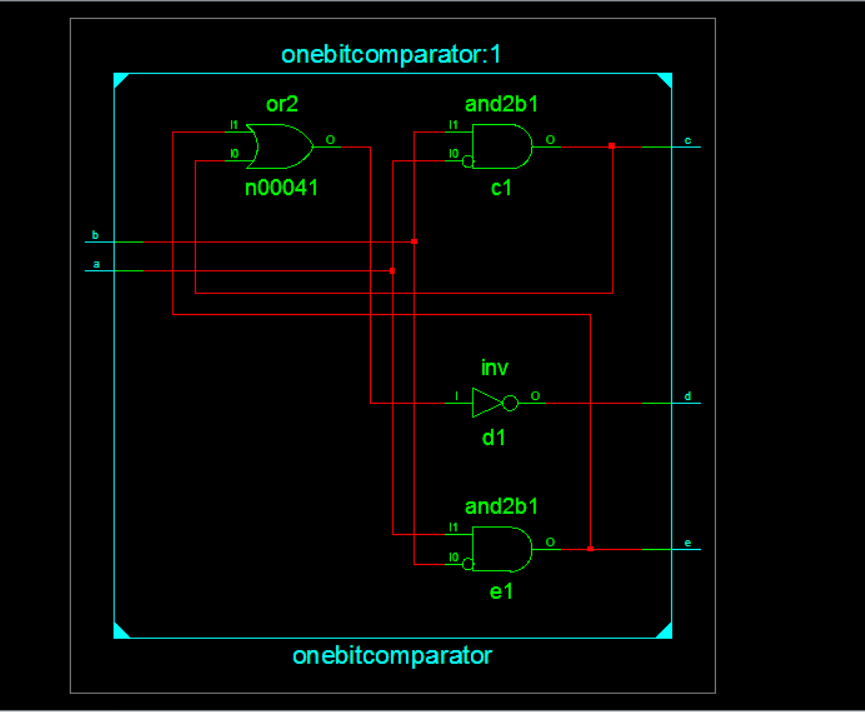 onebitcomparator:1
or2
and2b1
I1
O
I0
n00041
I1
O
I0
c1
c
b
a
inv
I
O
d1
d
and2b1
I1
O
I0
e1
e
onebitcomparator